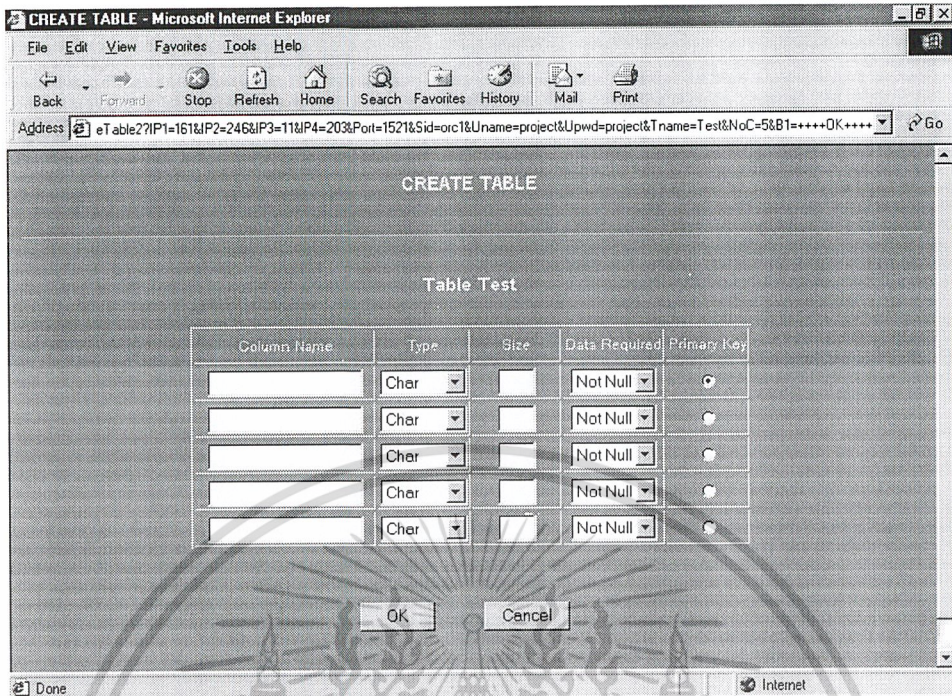 CREATE TABLE - Microsoft Internet Explorer
File Edit View Favorites Tools Help
Back Forward Stop Refresh Home Search Favorites History Mail Print
Address eTable2?IP1=161&IP2=246&IP3=11&IP4=203&Port=1521&Sid=orc1&Uname=project&Upwd=project&Tname=Test&NoC=5&B1=++++OK++++ Go
CREATE TABLE
Table Test
Column Name Type Size Data Required Primary Key
Char Not Null
Char Not Null
Char Not Null
Char Not Null
Char Not Null
OK Cancel
Done Internet